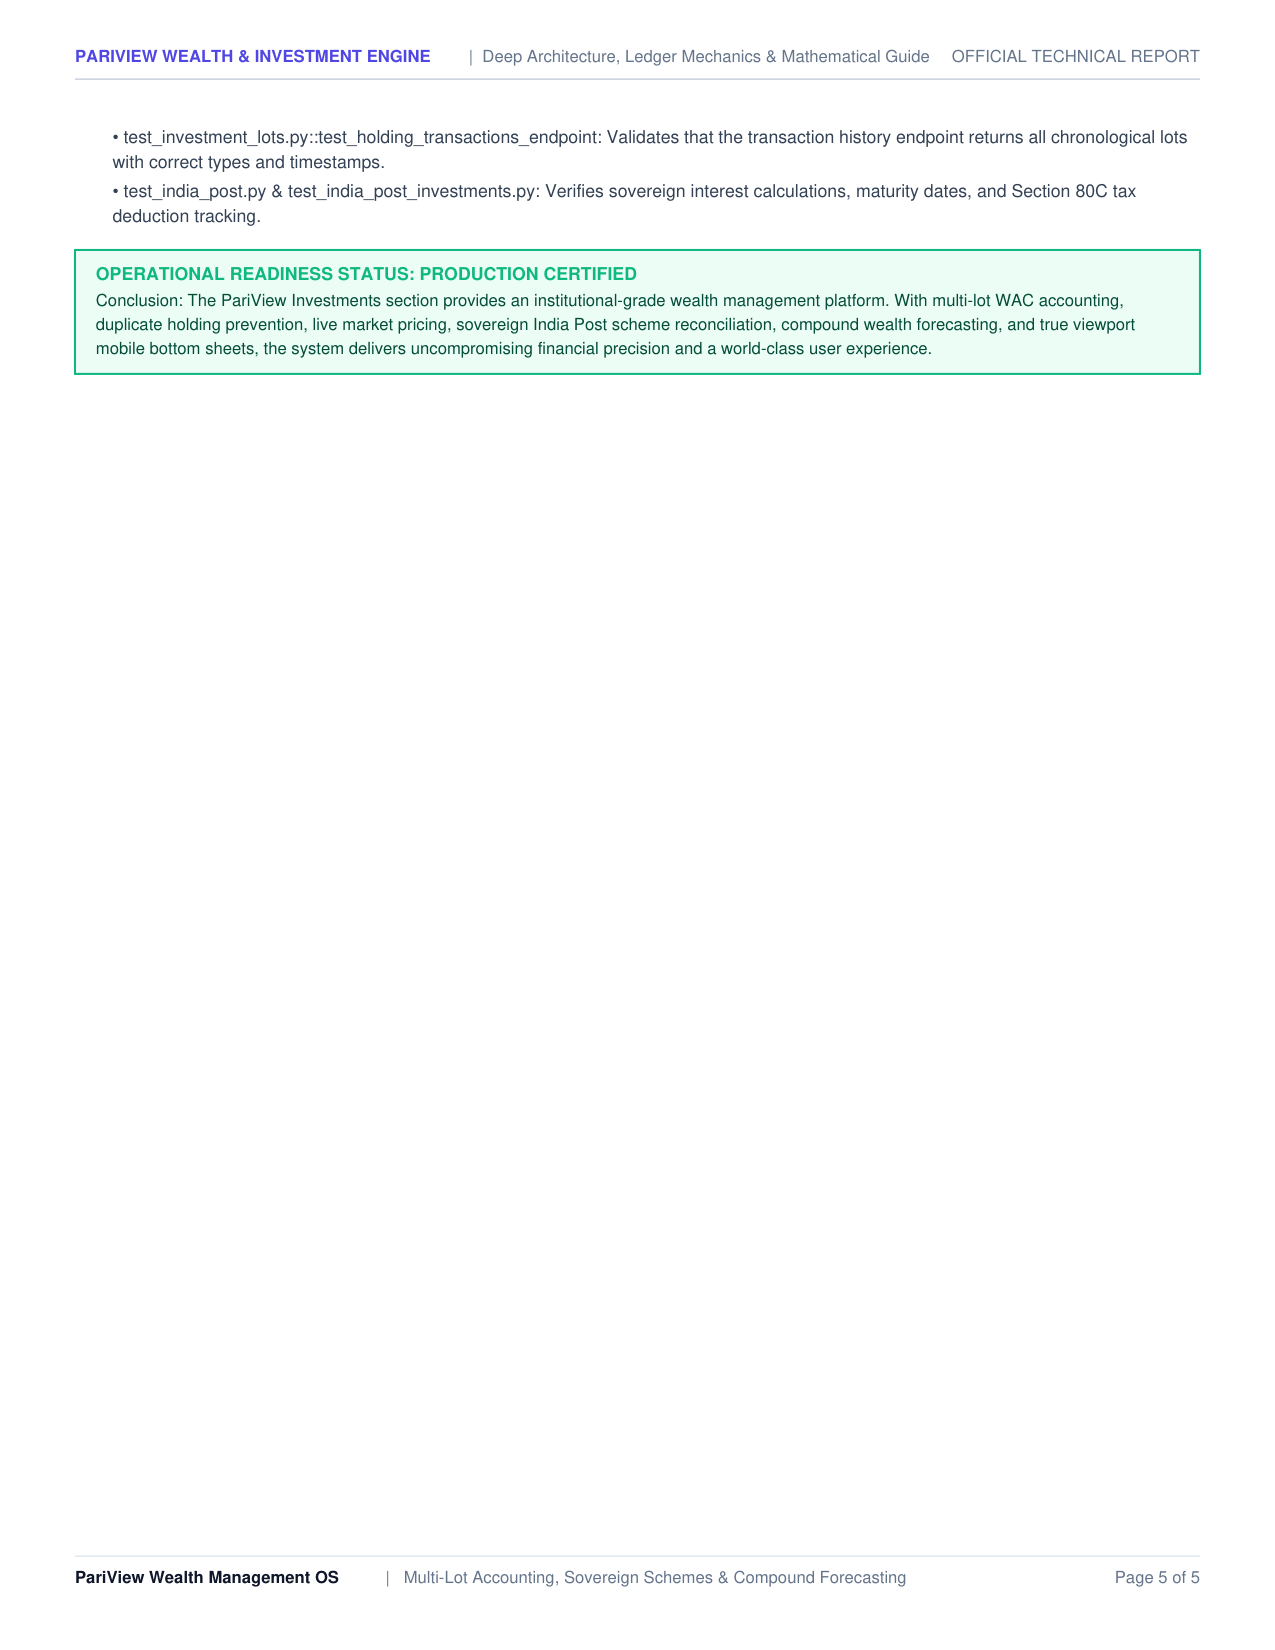 PARIVIEW WEALTH & INVESTMENT ENGINE | Deep Architecture, Ledger Mechanics & Mathematical Guide OFFICIAL TECHNICAL REPORT
• test_investment_lots.py::test_holding_transactions_endpoint: Validates that the transaction history endpoint returns all chronological lots
with correct types and timestamps.
• test_india_post.py & test_india_post_investments.py: Verifies sovereign interest calculations, maturity dates, and Section 80C tax
deduction tracking.
OPERATIONAL READINESS STATUS: PRODUCTION CERTIFIED
Conclusion: The PariView Investments section provides an institutional-grade wealth management platform. With multi-lot WAC accounting,
duplicate holding prevention, live market pricing, sovereign India Post scheme reconciliation, compound wealth forecasting, and true viewport
mobile bottom sheets, the system delivers uncompromising financial precision and a world-class user experience.
PariView Wealth Management OS | Multi-Lot Accounting, Sovereign Schemes & Compound Forecasting Page 5 of 5